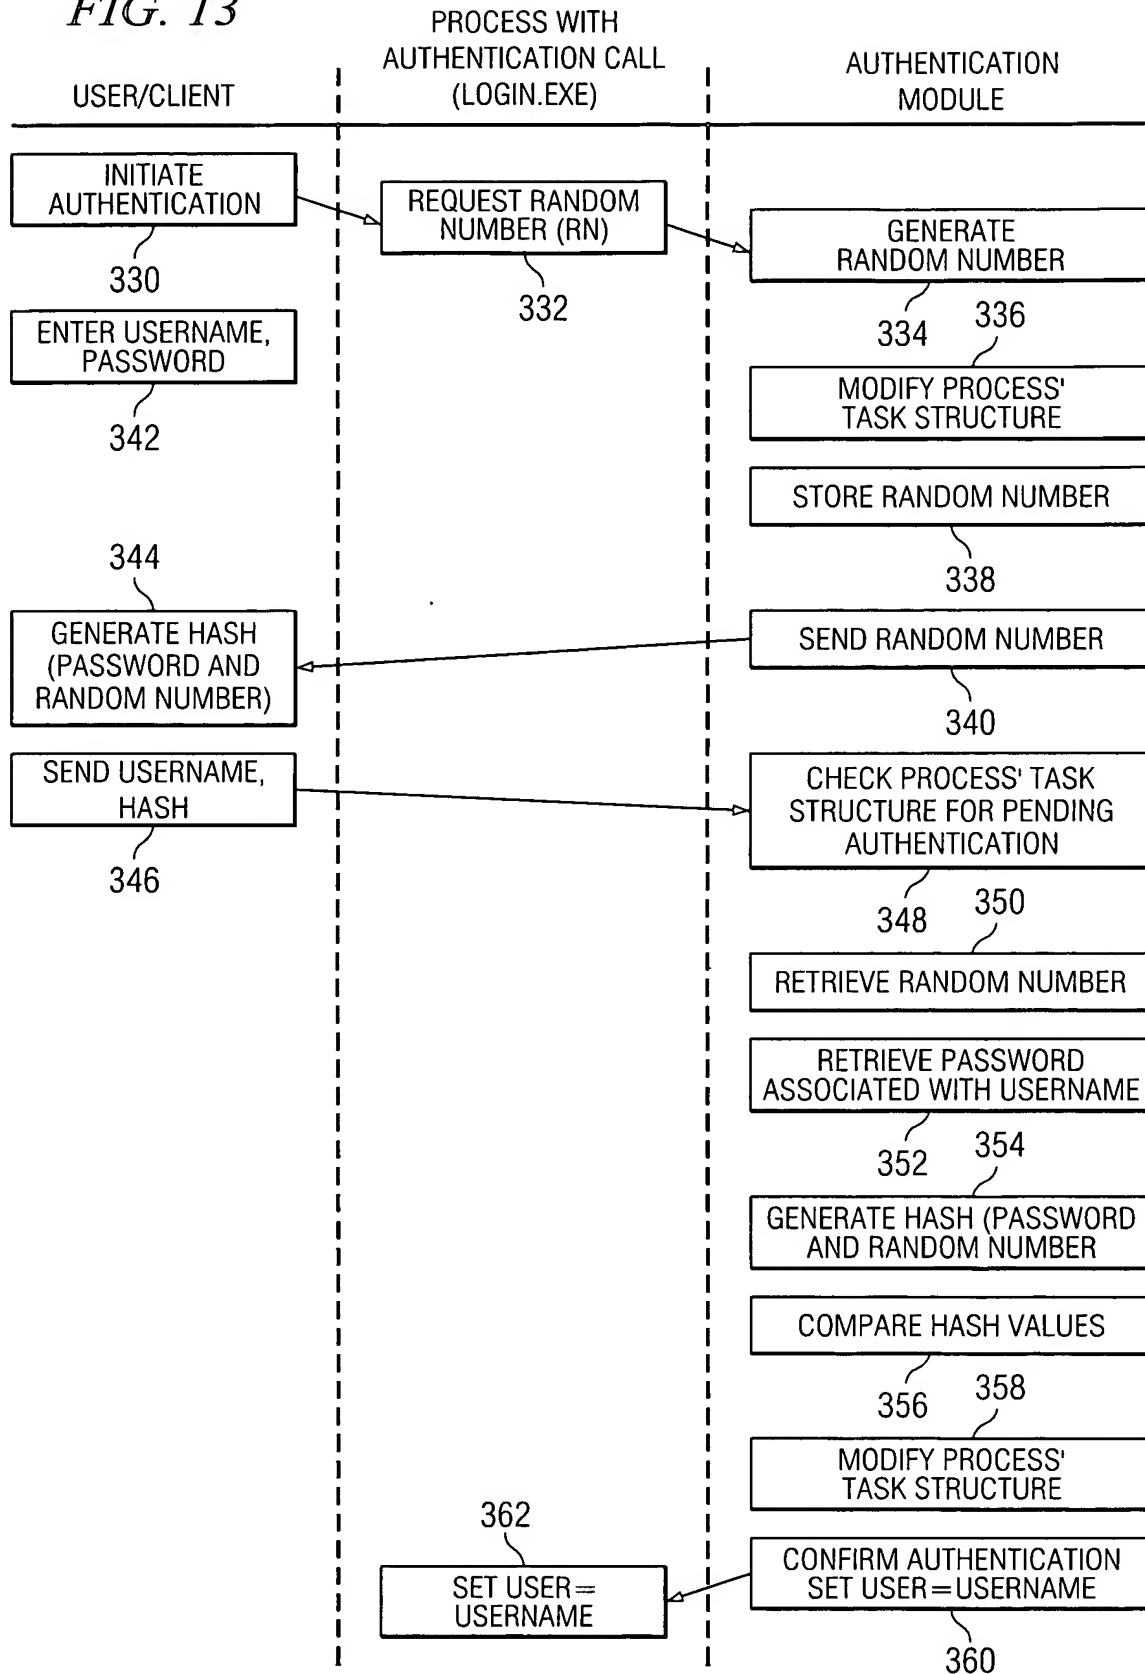 FIG. 13
USER/CLIENT
PROCESS WITH
AUTHENTICATION CALL
(LOGIN.EXE)
AUTHENTICATION
MODULE
INITIATE
AUTHENTICATION
330
REQUEST RANDOM
NUMBER (RN)
332
GENERATE
RANDOM NUMBER
334
336
ENTER USERNAME,
PASSWORD
342
MODIFY PROCESS'
TASK STRUCTURE
STORE RANDOM NUMBER
338
344
GENERATE HASH
(PASSWORD AND
RANDOM NUMBER)
SEND RANDOM NUMBER
340
SEND USERNAME,
HASH
346
CHECK PROCESS' TASK
STRUCTURE FOR PENDING
AUTHENTICATION
348
350
RETRIEVE RANDOM NUMBER
RETRIEVE PASSWORD
ASSOCIATED WITH USERNAME
352
354
GENERATE HASH (PASSWORD
AND RANDOM NUMBER
COMPARE HASH VALUES
356
358
MODIFY PROCESS'
TASK STRUCTURE
362
SET USER=
USERNAME
CONFIRM AUTHENTICATION
SET USER=USERNAME
360